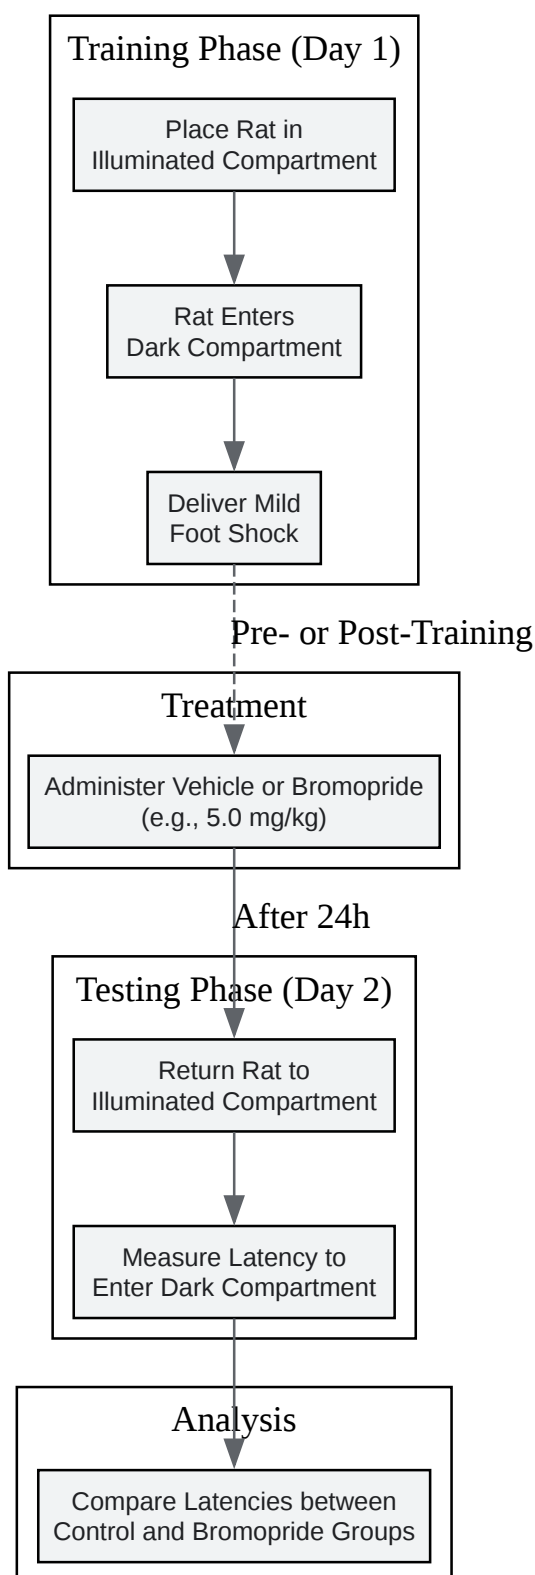 Training Phase (Day 1)
Place Rat in
Illuminated Compartment
Rat Enters
Dark Compartment
Deliver Mild
Foot Shock
Pre- or Post-Training
Treatment
Administer Vehicle or Bromopride
(e.g., 5.0 mg/kg)
After 24h
Testing Phase (Day 2)
Return Rat to
Illuminated Compartment
Measure Latency to
Enter Dark Compartment
Analysis
Compare Latencies between
Control and Bromopride Groups